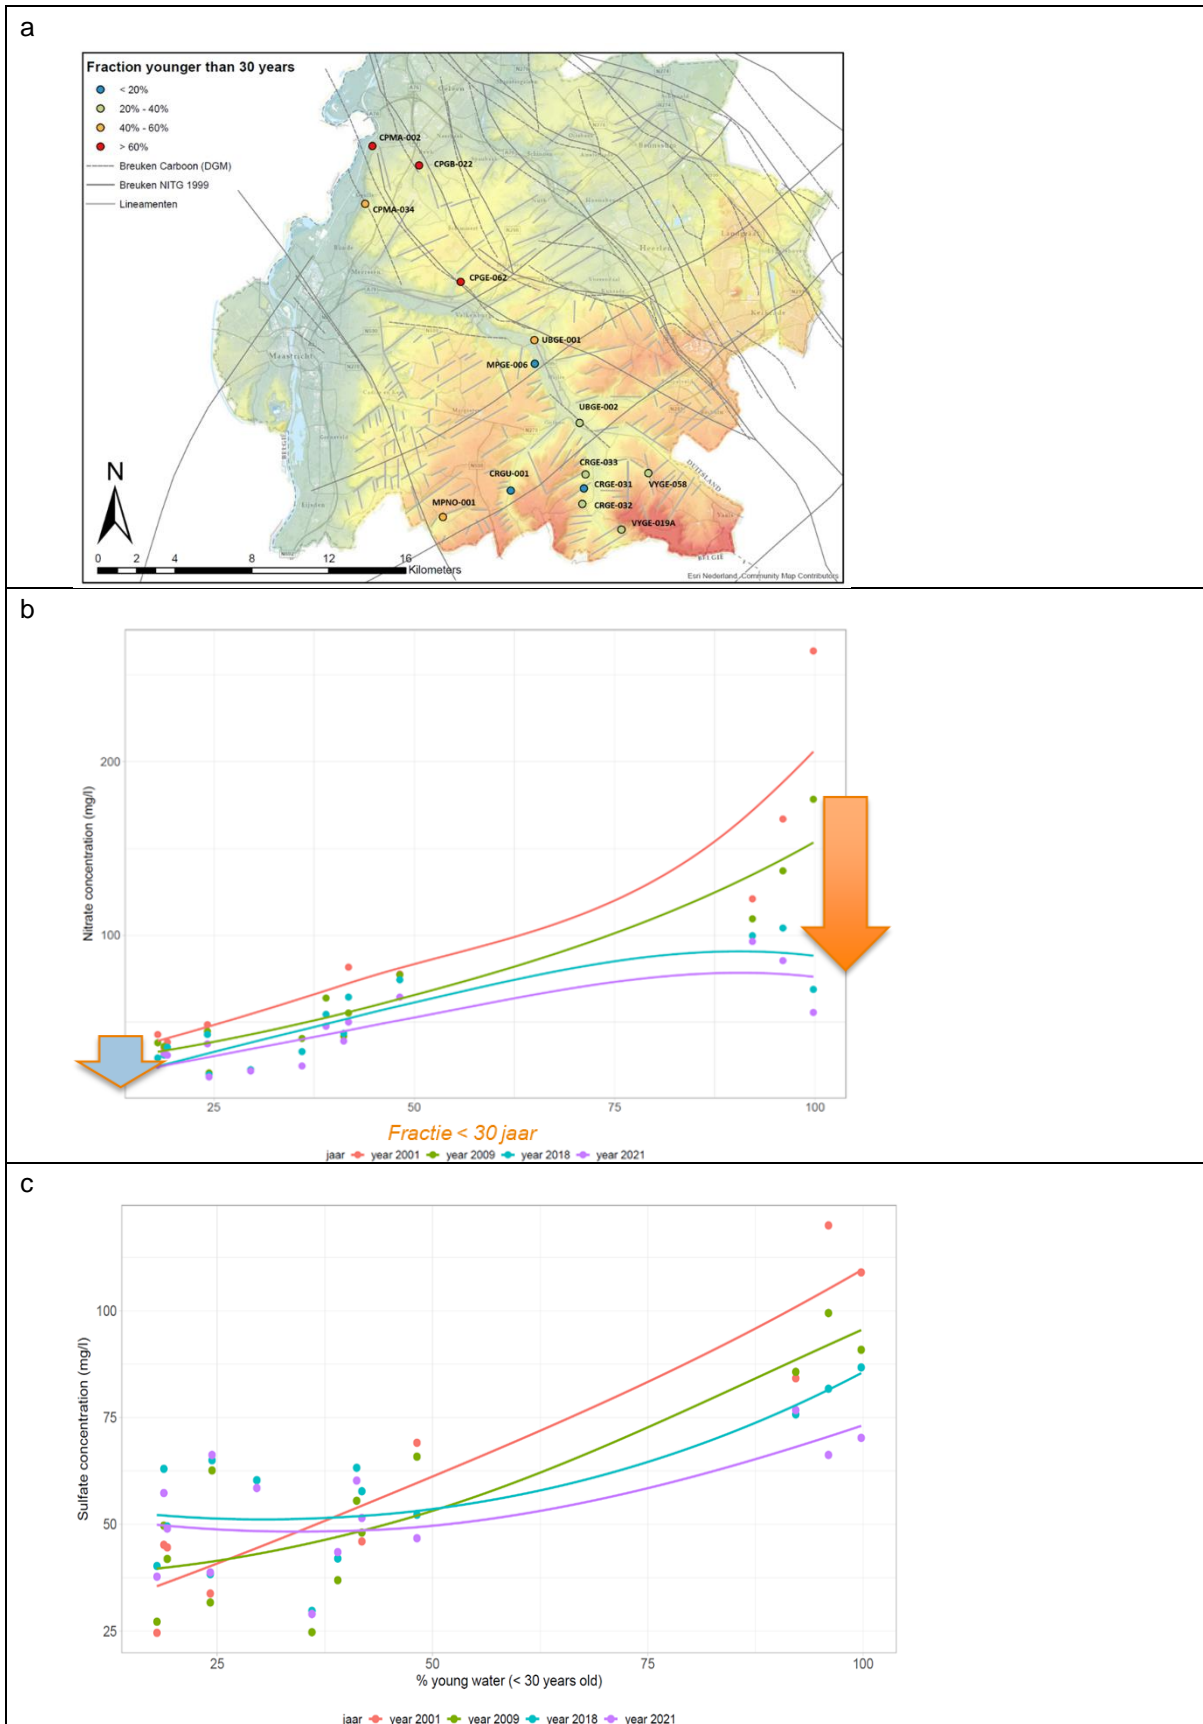 a
Fraction younger than 30 years
< 20%
20% - 40%
40% - 60%
> 60%
Breuken Carboon (DGM)
Breuken NITG 1999
Lineamenten
CPMA-002
CPGB-022
CPMA-034
CPGE-062
UBGE-001
MPGE-006
UBGE-002
CRGE-033
CRGU-001
CRGE-031
VYGE-058
CRGE-032
MPNO-001
VYGE-019A
Maastricht
Heerlen
DUITSLAND
BELGIE
BELGIE
N
0 2 4 8 12 16
Kilometers
Esri Nederland, Community Map Contributors
b
Nitrate concentration (mg/l)
200
100
25 50 75 100
Fractie < 30 jaar
jaar year 2001 year 2009 year 2018 year 2021
c
Sulfate concentration (mg/l)
100
75
50
25
25 50 75 100
% young water (< 30 years old)
jaar year 2001 year 2009 year 2018 year 2021